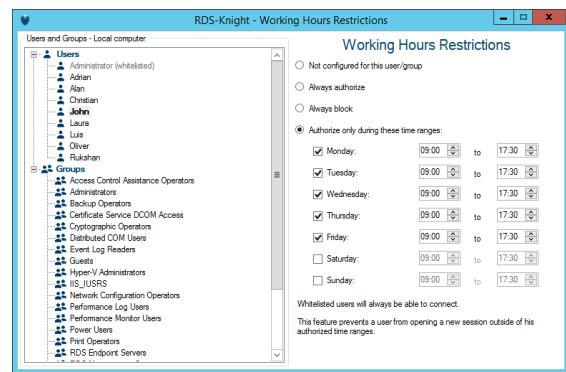 RDS-Knight - Working Hours Restrictions
Users and Groups - Local computer
Users
Administrator (whitelisted)
Adrian
Alan
Christian
John
Laura
Luis
Oliver
Rukshan
Groups
Access Control Assistance Operators
Administrators
Backup Operators
Certificate Service DCOM Access
Cryptographic Operators
Distributed COM Users
Event Log Readers
Guests
Hyper-V Administrators
IIS_IUSRS
Network Configuration Operators
Performance Log Users
Performance Monitor Users
Power Users
Print Operators
RDS Endpoint Servers
Working Hours Restrictions
Not configured for this user/group
Always authorize
Always block
Authorize only during these time ranges:
Monday: 09:00 to 17:30
Tuesday: 09:00 to 17:30
Wednesday: 09:00 to 17:30
Thursday: 09:00 to 17:30
Friday: 09:00 to 17:30
Saturday: 09:00 to 17:30
Sunday: 09:00 to 17:30
Whitelisted users will always be able to connect.
This feature prevents a user from opening a new session outside of his
authorized time ranges.